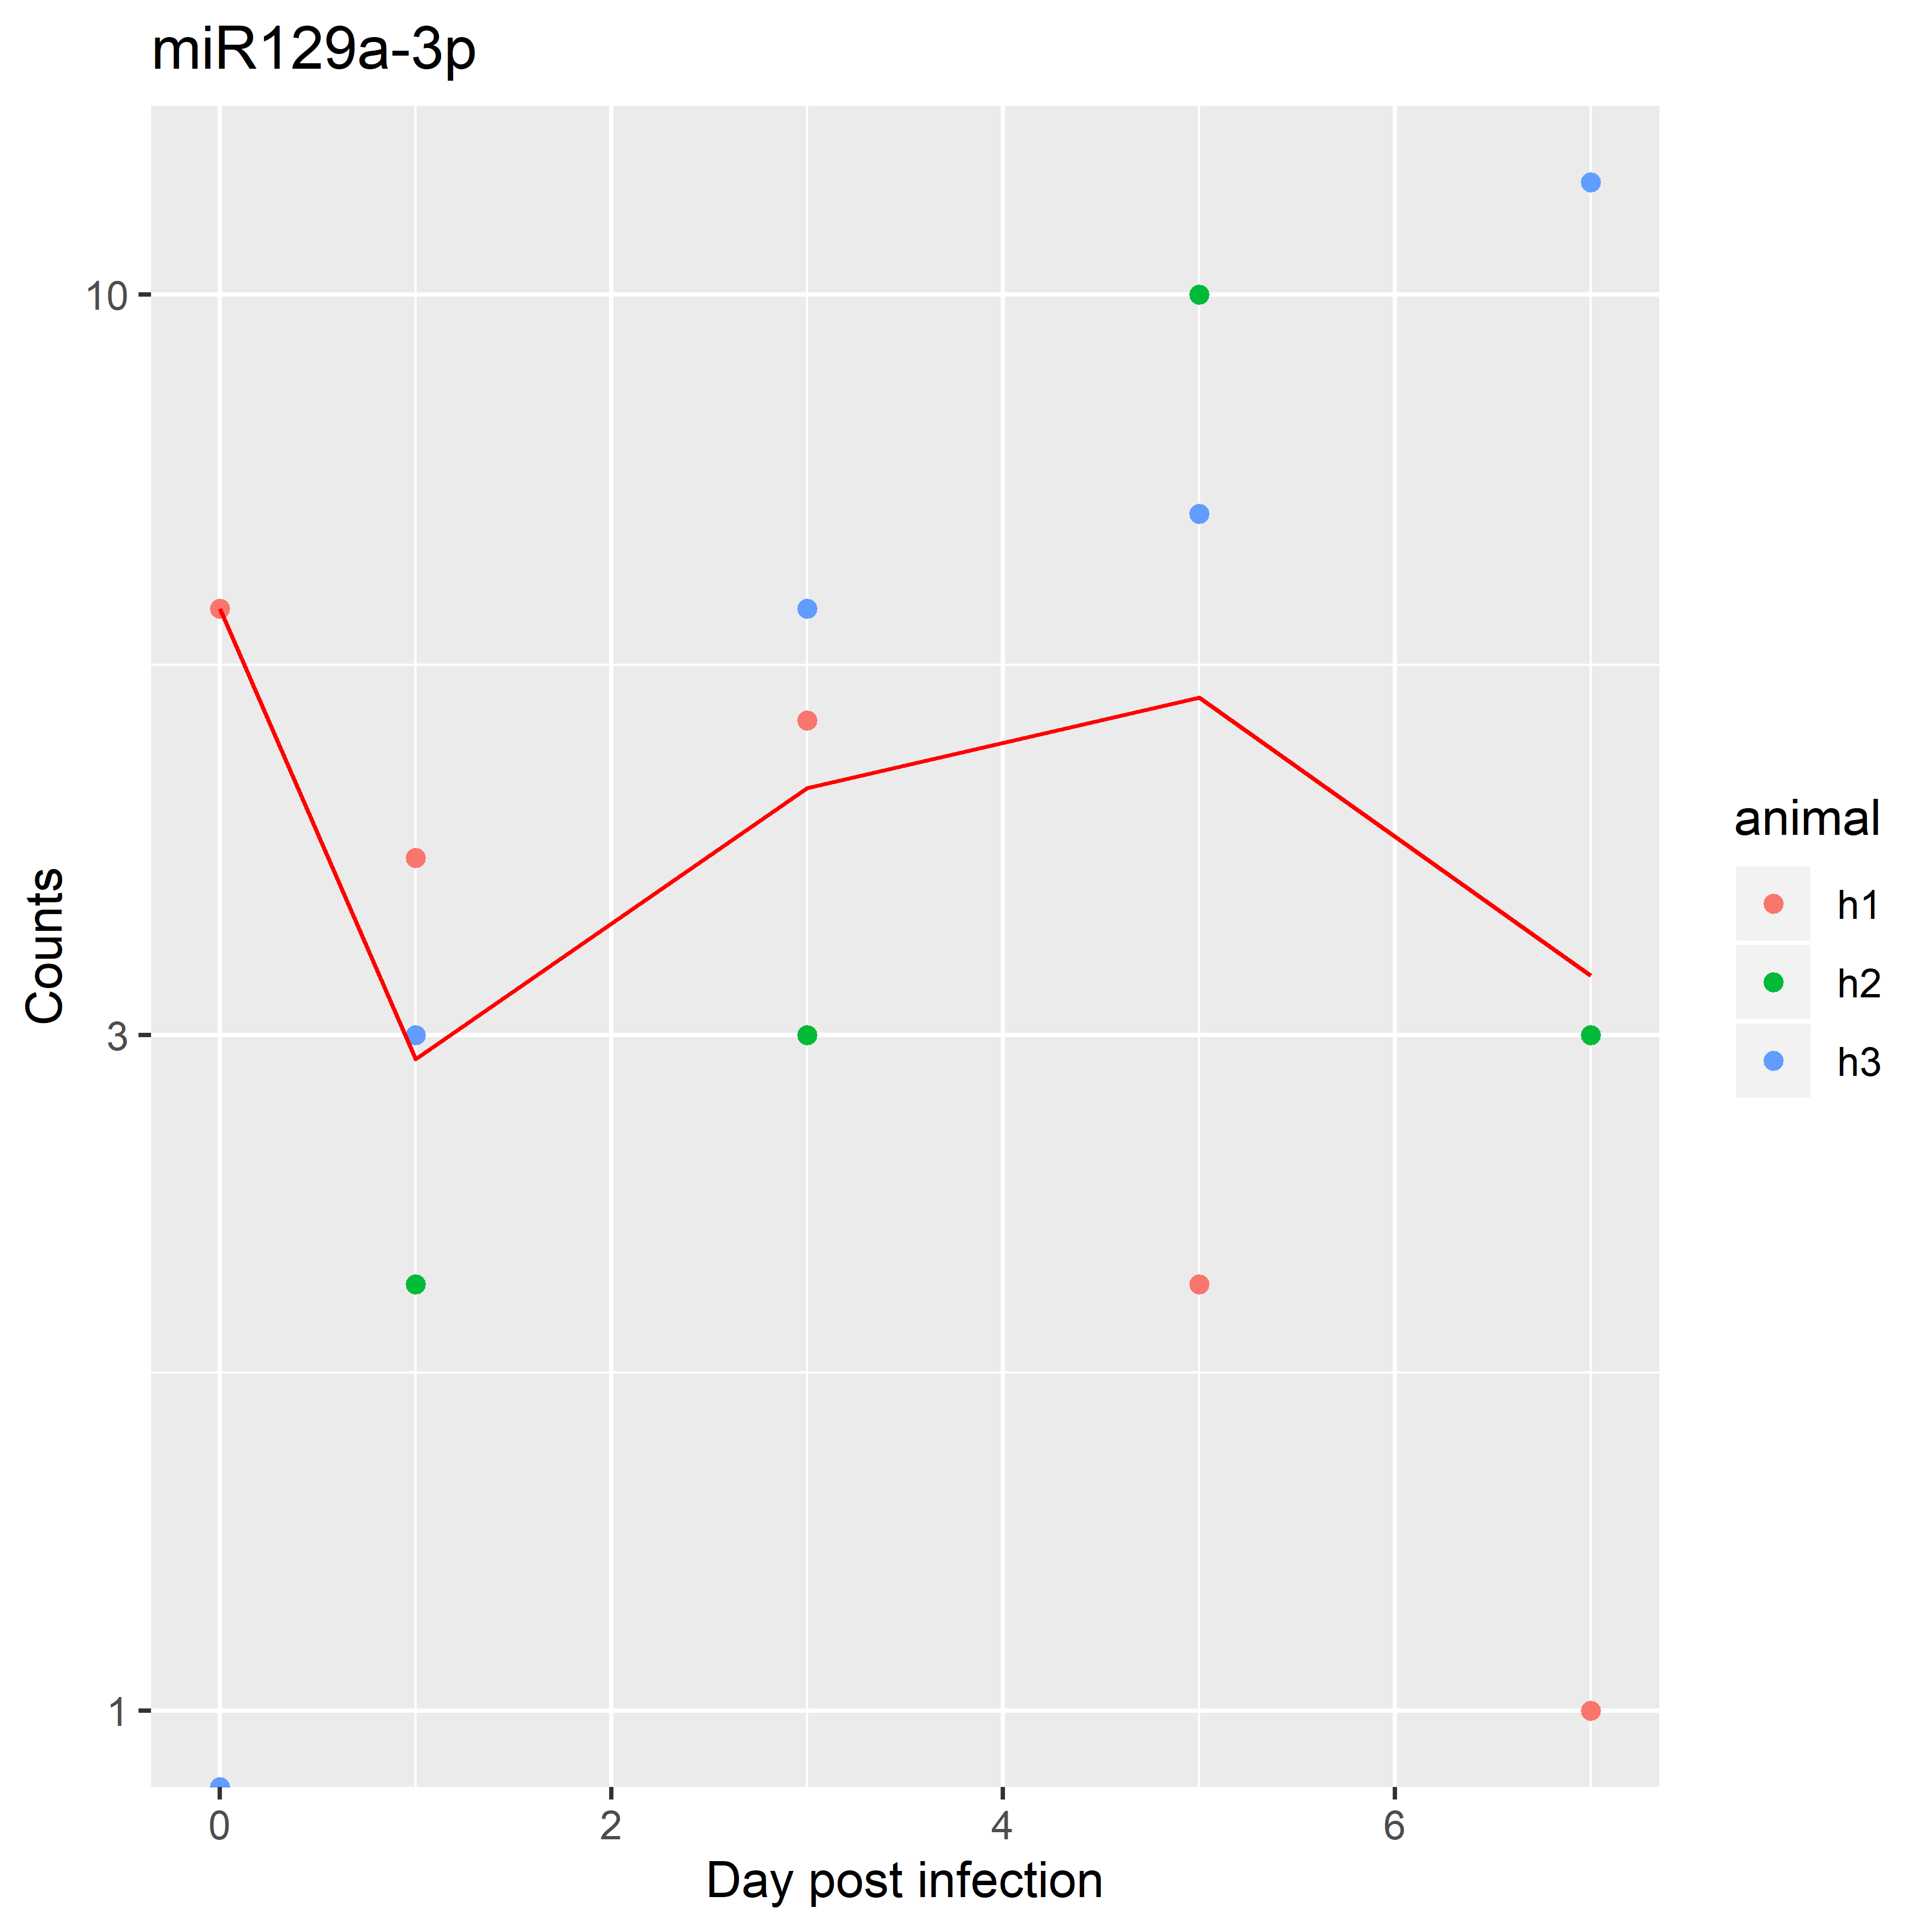 miR129a-3p
10
3
1
Counts
0 2 4 6
Day post infection
animal
h1
h2
h3